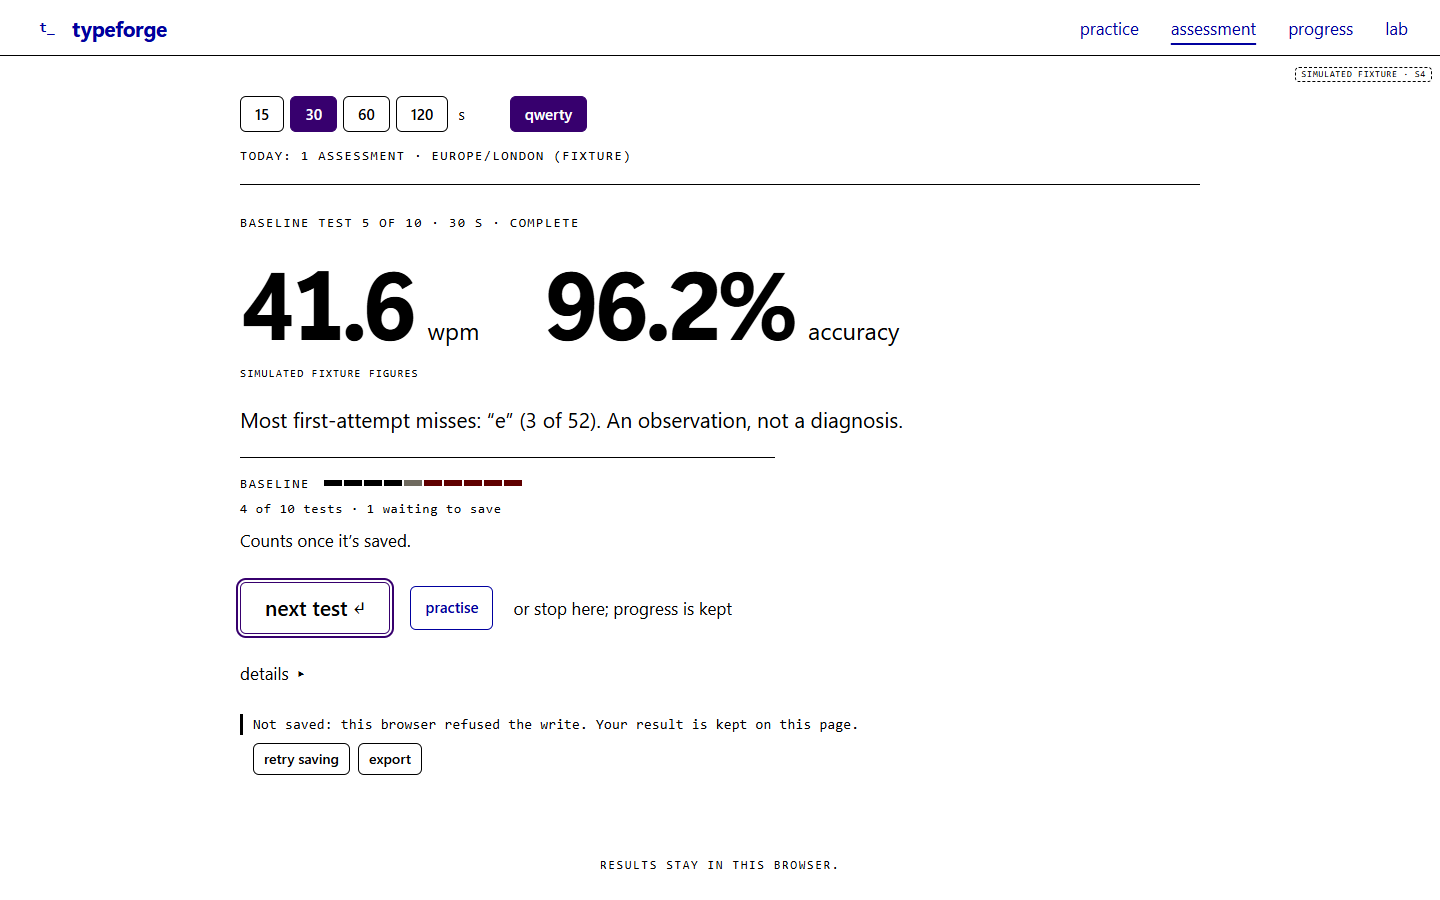 t_ typeforge practice assessment progress lab
SIMULATED FIXTURE · S4
15 30 60 120 s qwerty
TODAY: 1 ASSESSMENT · EUROPE/LONDON (FIXTURE)
BASELINE TEST 5 OF 10 · 30 S · COMPLETE
41.6 wpm 96.2% accuracy
SIMULATED FIXTURE FIGURES
Most first-attempt misses: “e” (3 of 52). An observation, not a diagnosis.
BASELINE
4 of 10 tests · 1 waiting to save
Counts once it’s saved.
next test ↲ practise or stop here; progress is kept
details ▸
Not saved: this browser refused the write. Your result is kept on this page.
retry saving export
RESULTS STAY IN THIS BROWSER.